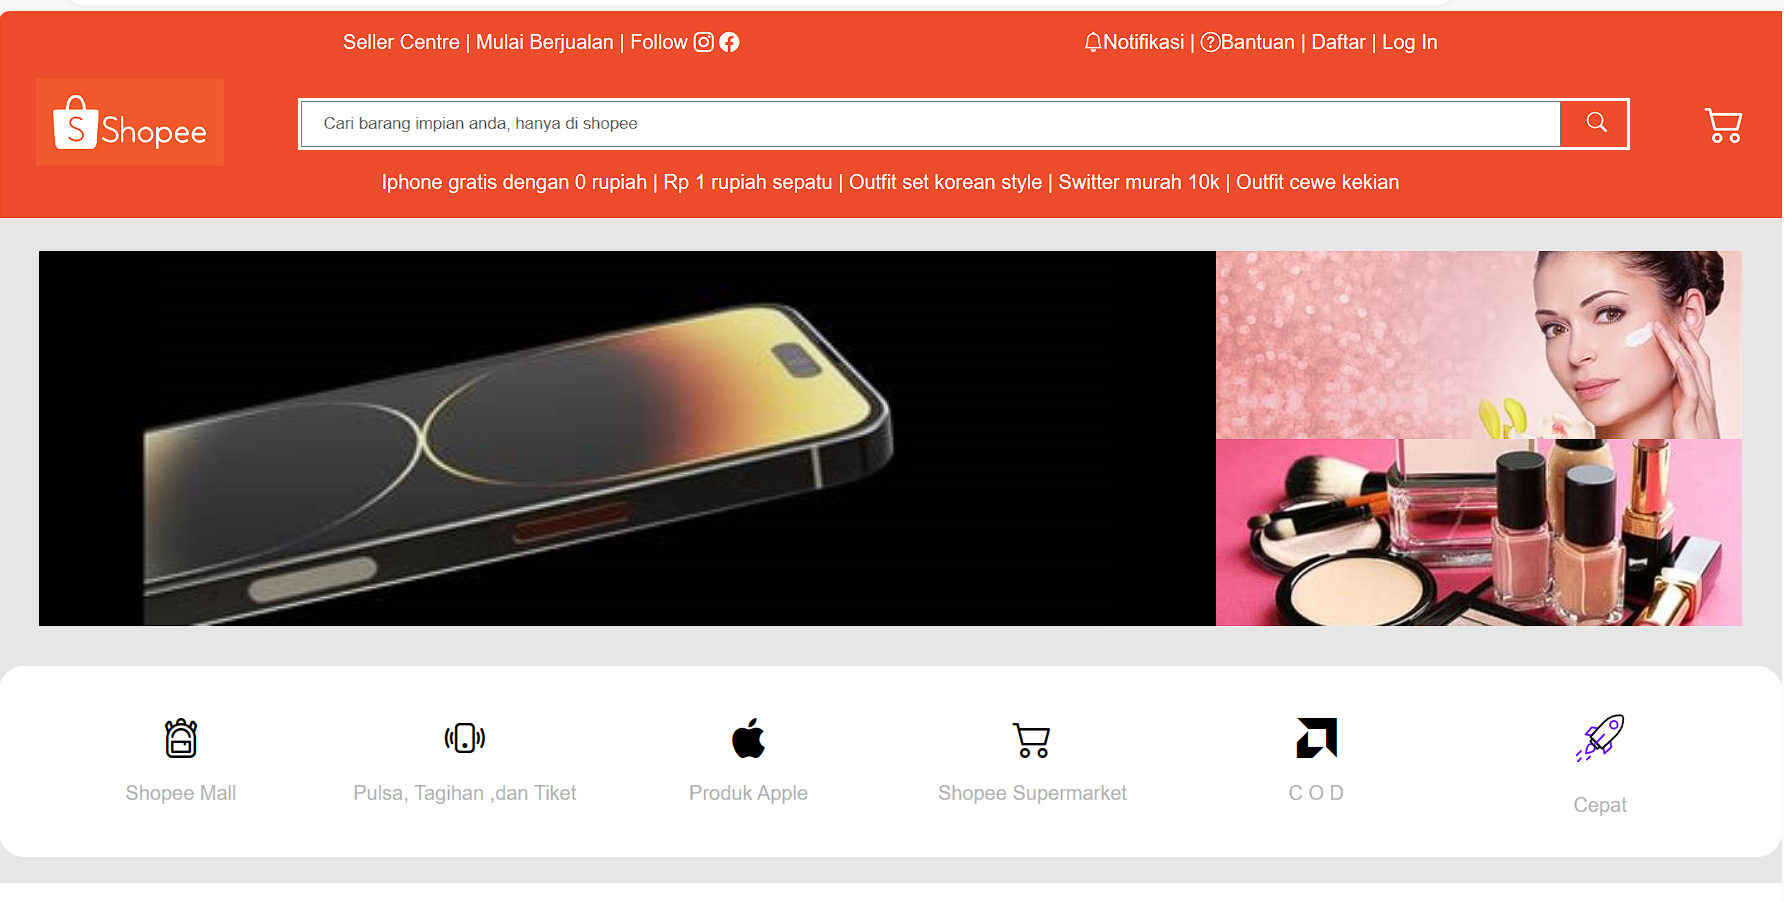 Seller Centre | Mulai Berjualan | Follow
Notifikasi | Bantuan | Daftar | Log In
S Shopee
Cari barang impian anda, hanya di shopee
Iphone gratis dengan 0 rupiah | Rp 1 rupiah sepatu | Outfit set korean style | Switter murah 10k | Outfit cewe kekian
Shopee Mall
Pulsa, Tagihan ,dan Tiket
Produk Apple
Shopee Supermarket
C O D
Cepat